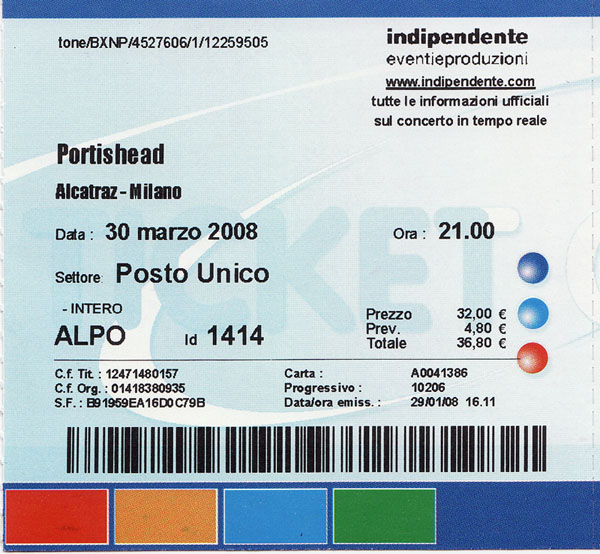 tone/BXNP/4527606/1/12259505
indipendente
eventieproduzioni
www.indipendente.com
tutte le informazioni ufficiali
sul concerto in tempo reale
Portishead
Alcatraz - Milano
Data : 30 marzo 2008 Ora : 21.00
Settore Posto Unico
- INTERO
ALPO Id 1414
Prezzo 32,00 €
Prev. 4,80 €
Totale 36,80 €
TICKET
C.f. Tit. : 12471480157
C.f. Org. : 01418380935
S.F. : B91959EA16D0C79B
Carta : A0041386
Progressivo : 10206
Data/ora emiss. : 29/01/08 16.11